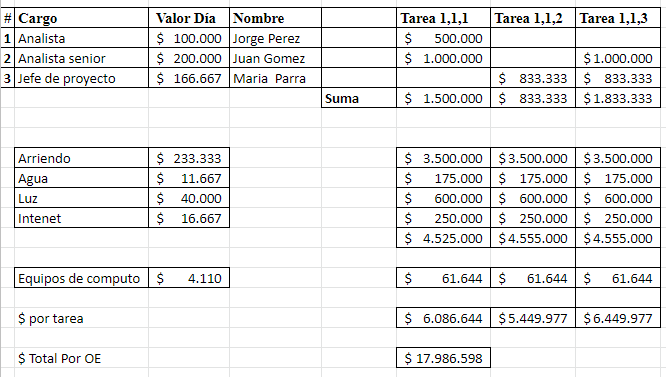 # Cargo Valor Día Nombre Tarea 1,1,1 Tarea 1,1,2 Tarea 1,1,3
1 Analista $ 100.000 Jorge Perez $ 500.000
2 Analista senior $ 200.000 Juan Gomez $ 1.000.000 $ 1.000.000
3 Jefe de proyecto $ 166.667 Maria Parra $ 833.333 $ 833.333
Suma $ 1.500.000 $ 833.333 $ 1.833.333
Arriendo $ 233.333 $ 3.500.000 $ 3.500.000 $ 3.500.000
Agua $ 11.667 $ 175.000 $ 175.000 $ 175.000
Luz $ 40.000 $ 600.000 $ 600.000 $ 600.000
Intenet $ 16.667 $ 250.000 $ 250.000 $ 250.000
$ 4.525.000 $ 4.555.000 $ 4.555.000
Equipos de computo $ 4.110 $ 61.644 $ 61.644 $ 61.644
$ por tarea $ 6.086.644 $ 5.449.977 $ 6.449.977
$ Total Por OE $ 17.986.598